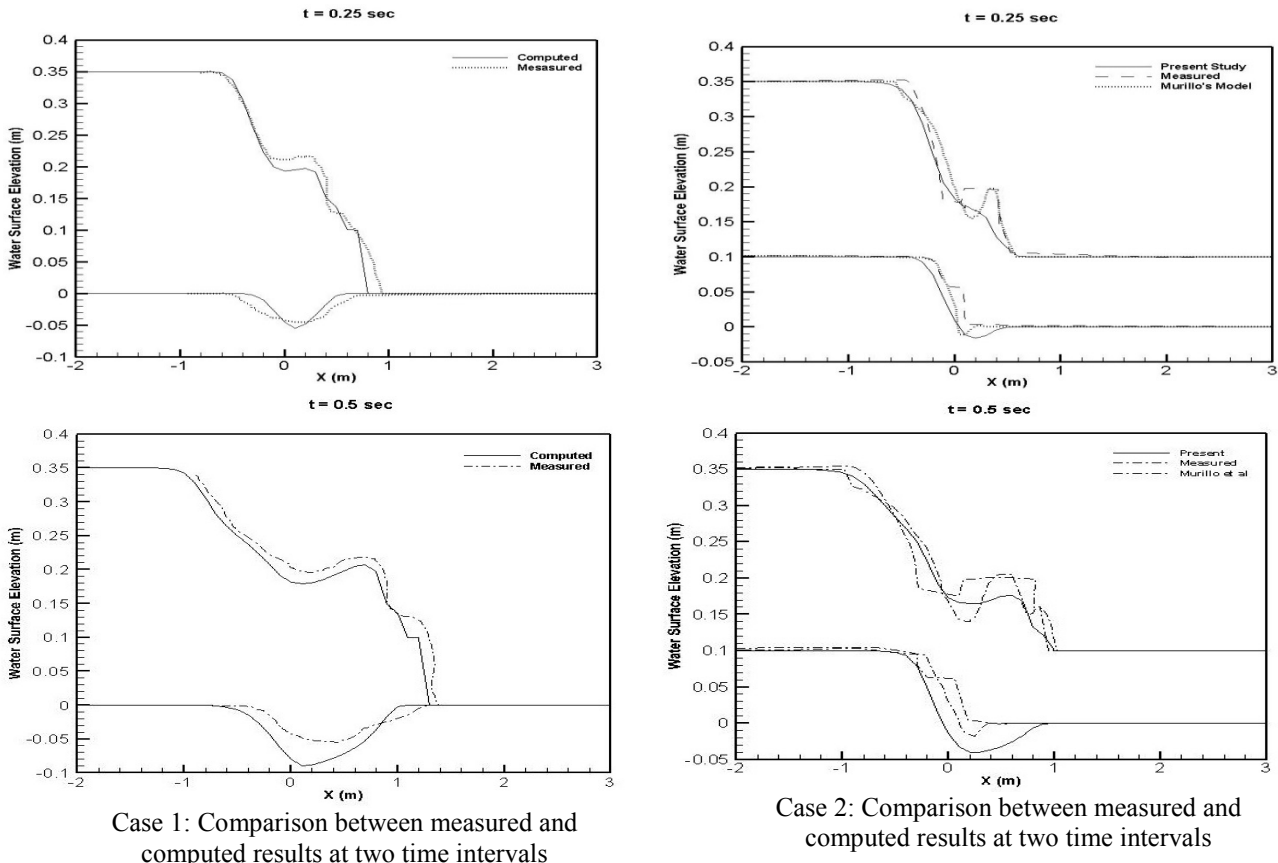 t = 0.25 sec
Water Surface Elevation (m)
0.4
0.35
0.3
0.25
0.2
0.15
0.1
0.05
0
-0.05
-0.1
Computed
Mesasured
-2
-1
0
1
2
3
X (m)
t = 0.25 sec
Water Surface Elevation (m)
0.4
0.35
0.3
0.25
0.2
0.15
0.1
0.05
0
-0.05
Present Study
Measured
Murillo's Model
-2
-1
0
1
2
3
X (m)
t = 0.5 sec
Water Surface Elevation (m)
0.4
0.35
0.3
0.25
0.2
0.15
0.1
0.05
0
-0.05
-0.1
Computed
Measured
-2
-1
0
1
2
3
X (m)
t = 0.5 sec
Water Surface Elevation (m)
0.4
0.35
0.3
0.25
0.2
0.15
0.1
0.05
0
-0.05
Present
Measured
Murillo et al
-2
-1
0
1
2
3
X (m)
Case 1: Comparison between measured and
computed results at two time intervals
Case 2: Comparison between measured and
computed results at two time intervals